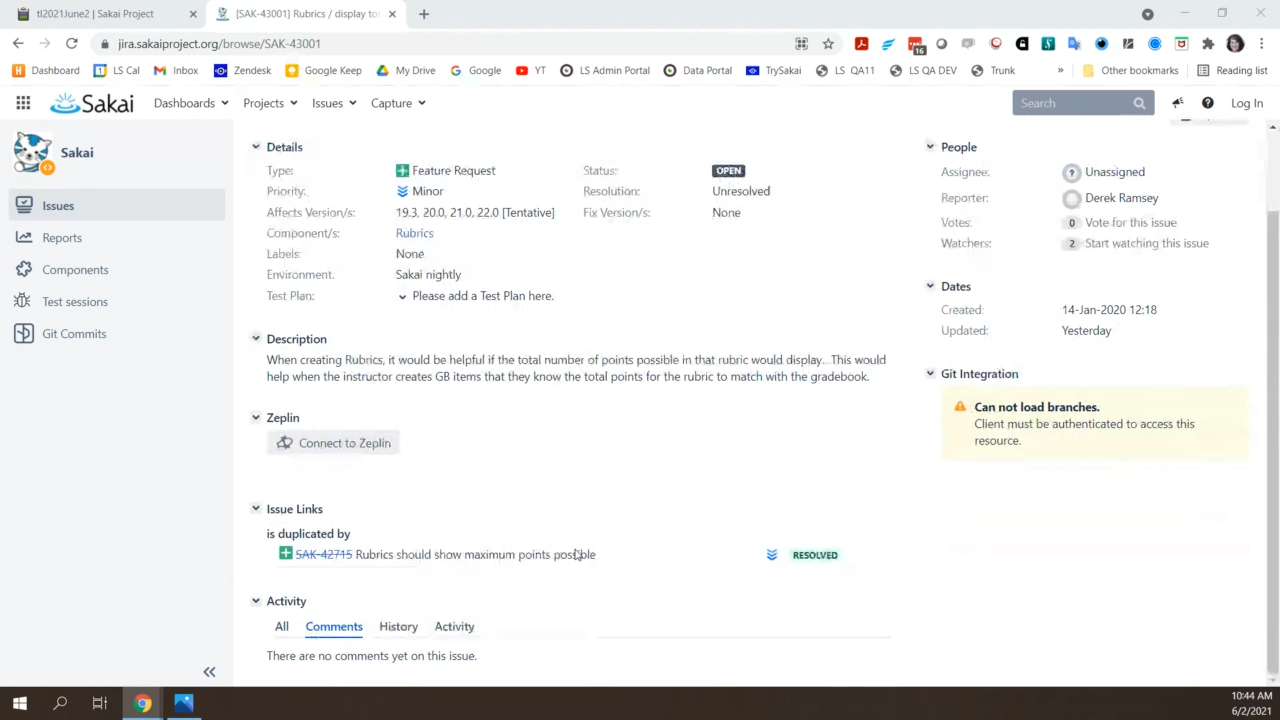 tl2021June2 | Sakai Project
[SAK-43001] Rubrics / display to
jira.sakaiproject.org/browse/SAK-43001
16
Dashboard
LS Cal
Inbox
Zendesk
Google Keep
My Drive
Google
YT
LS Admin Portal
Data Portal
TrySakai
LS QA11
LS QA DEV
Trunk
»
Other bookmarks
Reading list
Sakai
Dashboards
Projects
Issues
Capture
Search
Log In
Sakai
Issues
Reports
Components
Test sessions
Git Commits
Details
Type: Feature Request Status: OPEN
Priority: Minor Resolution: Unresolved
Affects Version/s: 19.3, 20.0, 21.0, 22.0 [Tentative] Fix Version/s: None
Component/s: Rubrics
Labels: None
Environment: Sakai nightly
Test Plan: Please add a Test Plan here.
Description
When creating Rubrics, it would be helpful if the total number of points possible in that rubric would display. This would
help when the instructor creates GB items that they know the total points for the rubric to match with the gradebook.
Zeplin
Connect to Zeplin
Issue Links
is duplicated by
SAK-42715 Rubrics should show maximum points possible RESOLVED
Activity
All Comments History Activity
There are no comments yet on this issue.
People
Assignee: Unassigned
Reporter: Derek Ramsey
Votes: 0 Vote for this issue
Watchers: 2 Start watching this issue
Dates
Created: 14-Jan-2020 12:18
Updated: Yesterday
Git Integration
Can not load branches.
Client must be authenticated to access this
resource.
10:44 AM
6/2/2021